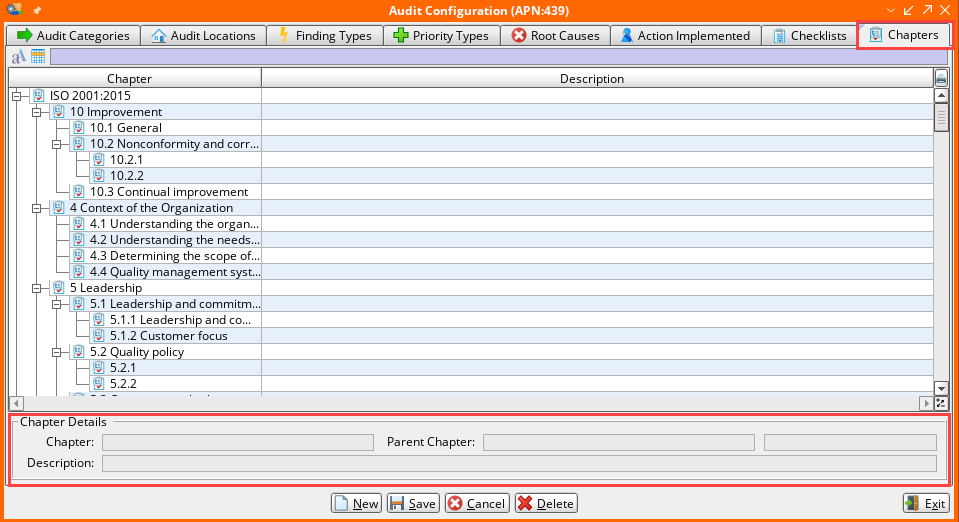 Audit Configuration (APN:439)
Audit Categories Audit Locations Finding Types Priority Types Root Causes Action Implemented Checklists Chapters
Chapter Description
ISO 2001:2015
10 Improvement
10.1 General
10.2 Nonconformity and corr...
10.2.1
10.2.2
10.3 Continual improvement
4 Context of the Organization
4.1 Understanding the organ...
4.2 Understanding the needs...
4.3 Determining the scope of...
4.4 Quality management syst...
5 Leadership
5.1 Leadership and commitm...
5.1.1 Leadership and co...
5.1.2 Customer focus
5.2 Quality policy
5.2.1
5.2.2
Chapter Details
Chapter: Parent Chapter:
Description:
New Save Cancel Delete Exit